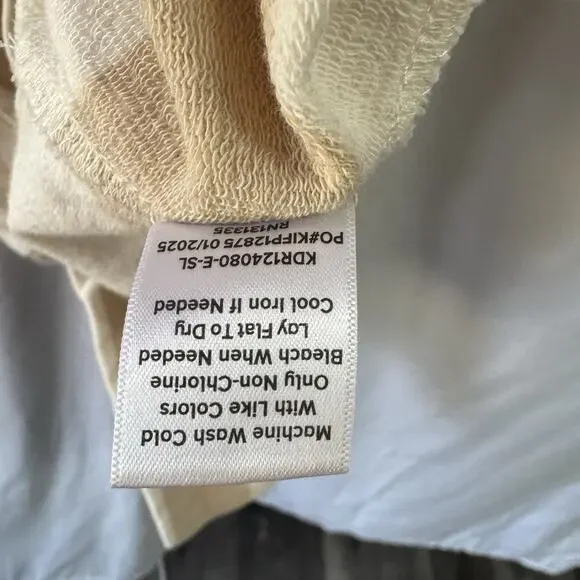 Machine Wash Cold
With Like Colors
Only Non-Chlorine
Bleach When Needed
Lay Flat To Dry
Cool Iron If Needed
KDR124080-E-SL
PO#KIFP12875 01/2025
RN131335